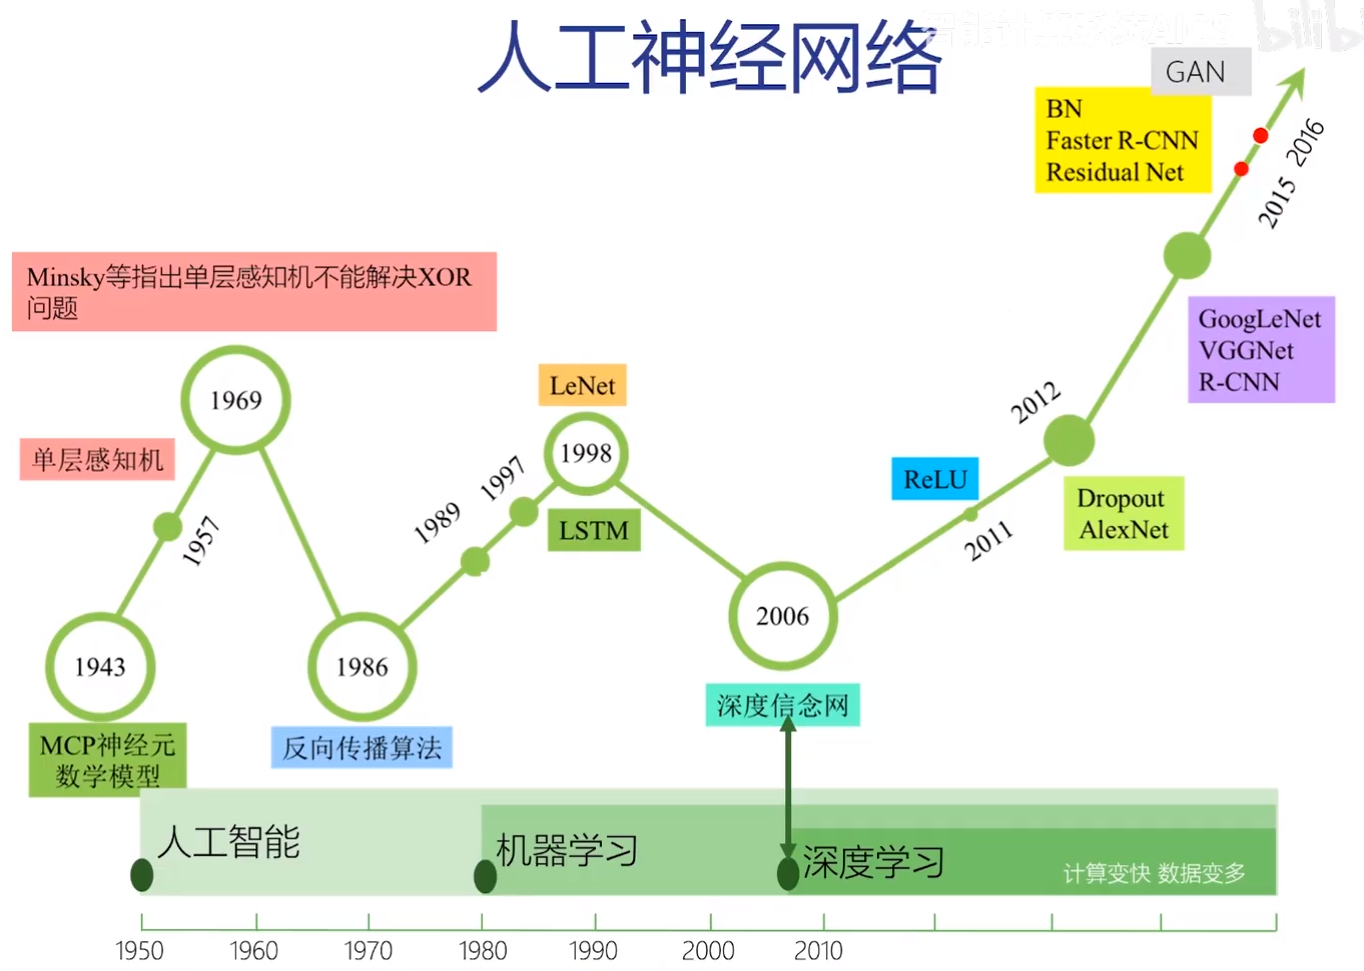 人工神经网络
bilibili
GAN
BN
Faster R-CNN
Residual Net
2016
2015
Minsky等指出单层感知机不能解决XOR
问题
GoogLeNet
VGGNet
R-CNN
1969
LeNet
2012
单层感知机
1998
1997
ReLU
1989
LSTM
Dropout
AlexNet
1957
2011
2006
1943
1986
深度信念网
MCP神经元
数学模型
反向传播算法
人工智能
机器学习
深度学习
计算变快 数据变多
1950 1960 1970 1980 1990 2000 2010